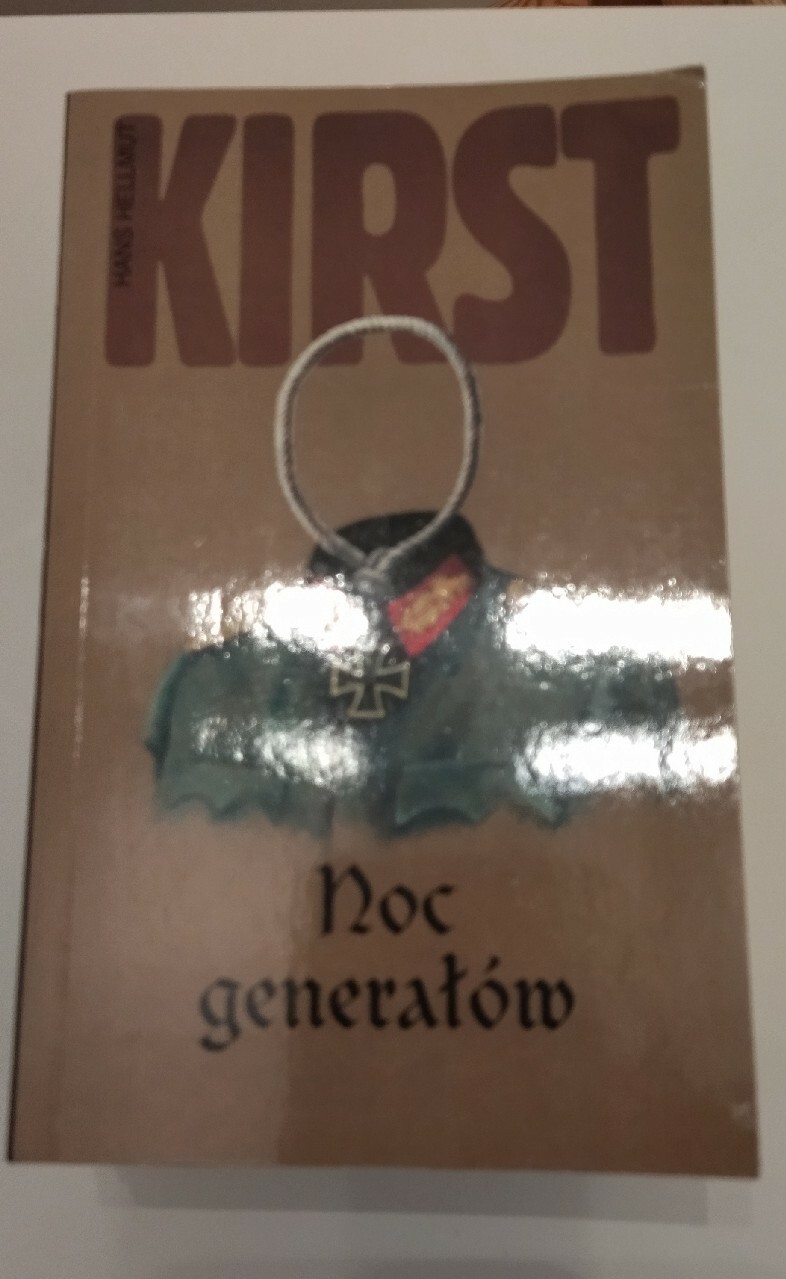 HANS HELLMUT
KIRST
Noc
generałów